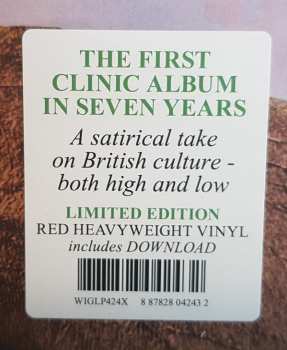 THE FIRST
CLINIC ALBUM
IN SEVEN YEARS
A satirical take
on British culture -
both high and low
LIMITED EDITION
RED HEAVYWEIGHT VINYL
includes DOWNLOAD
WIGLP424X 8 87828 04243 2